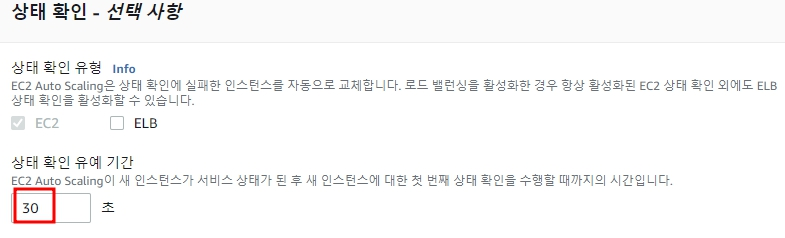 상태 확인 - 선택 사항
상태 확인 유형 Info
EC2 Auto Scaling은 상태 확인에 실패한 인스턴스를 자동으로 교체합니다. 로드 밸런싱을 활성화한 경우 항상 활성화된 EC2 상태 확인 외에도 ELB
상태 확인을 활성화할 수 있습니다.
EC2 ELB
상태 확인 유예 기간
EC2 Auto Scaling이 새 인스턴스가 서비스 상태가 된 후 새 인스턴스에 대한 첫 번째 상태 확인을 수행할 때까지의 시간입니다.
30 초